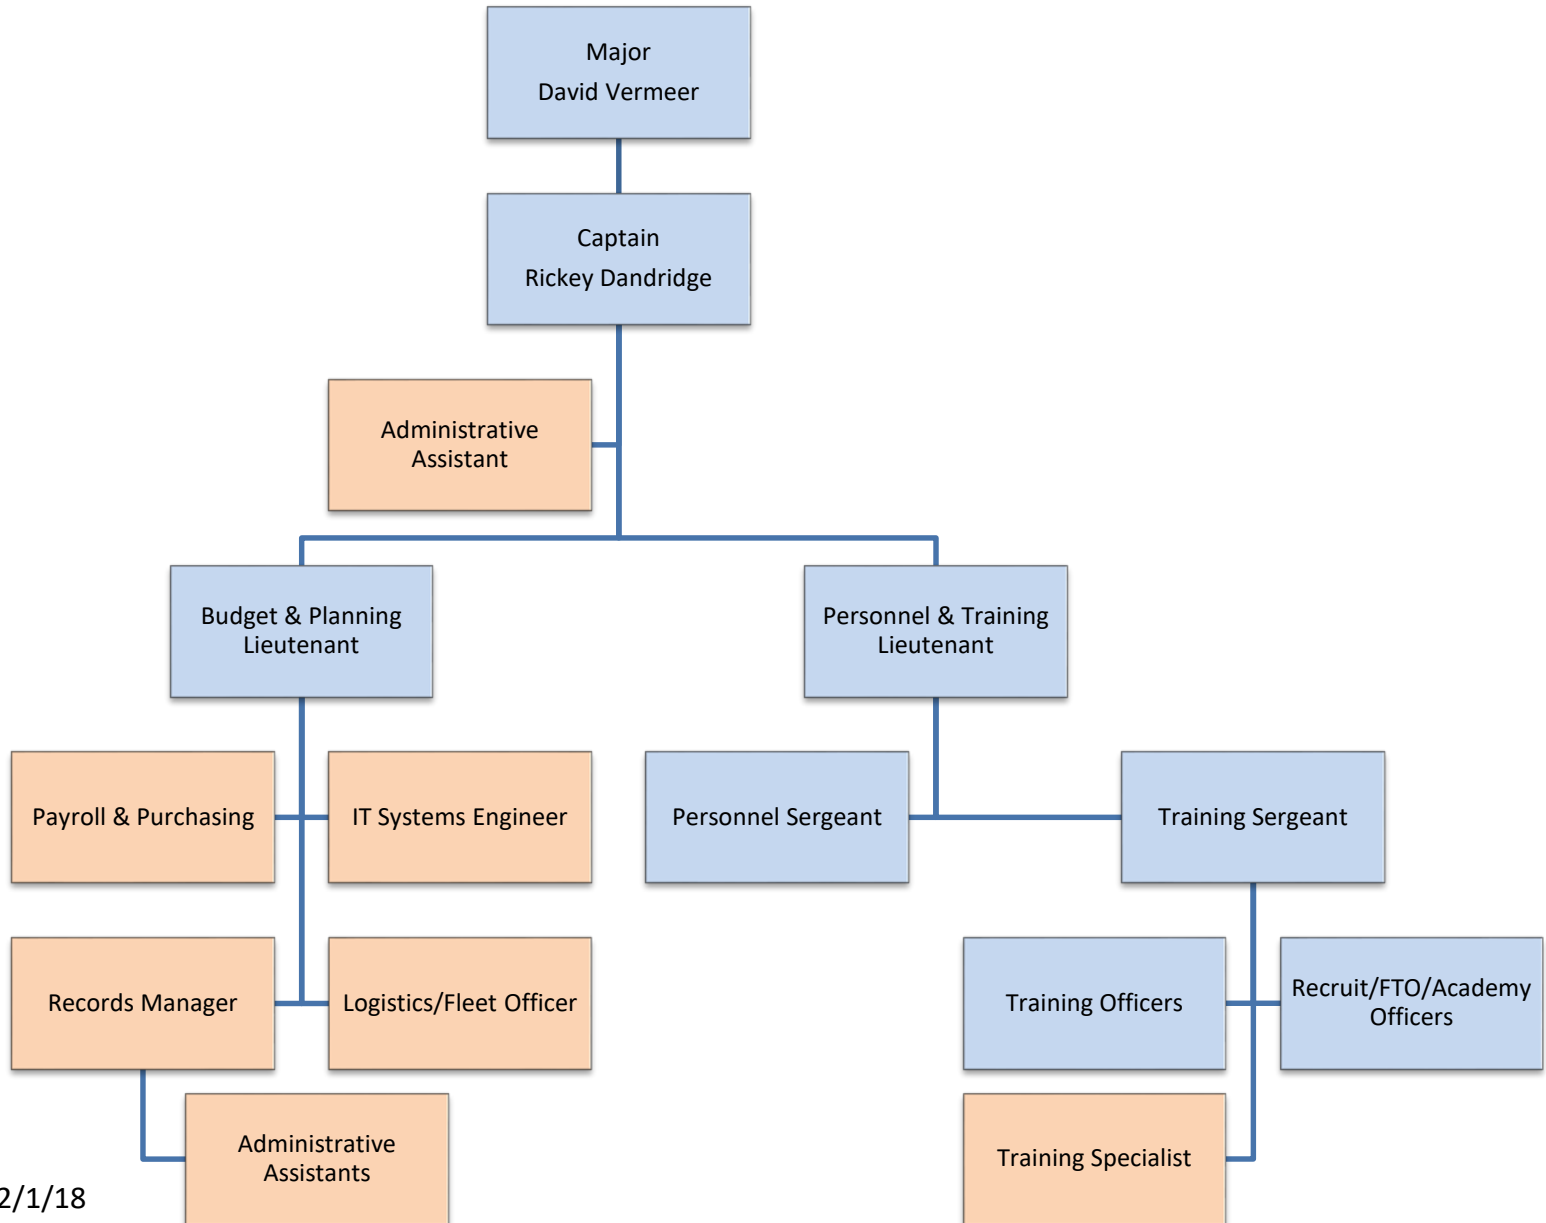 Major
David Vermeer
Captain
Rickey Dandridge
Administrative
Assistant
Budget & Planning
Lieutenant
Personnel & Training
Lieutenant
Payroll & Purchasing
IT Systems Engineer
Personnel Sergeant
Training Sergeant
Records Manager
Logistics/Fleet Officer
Training Officers
Recruit/FTO/Academy
Officers
Administrative
Assistants
Training Specialist
2/1/18